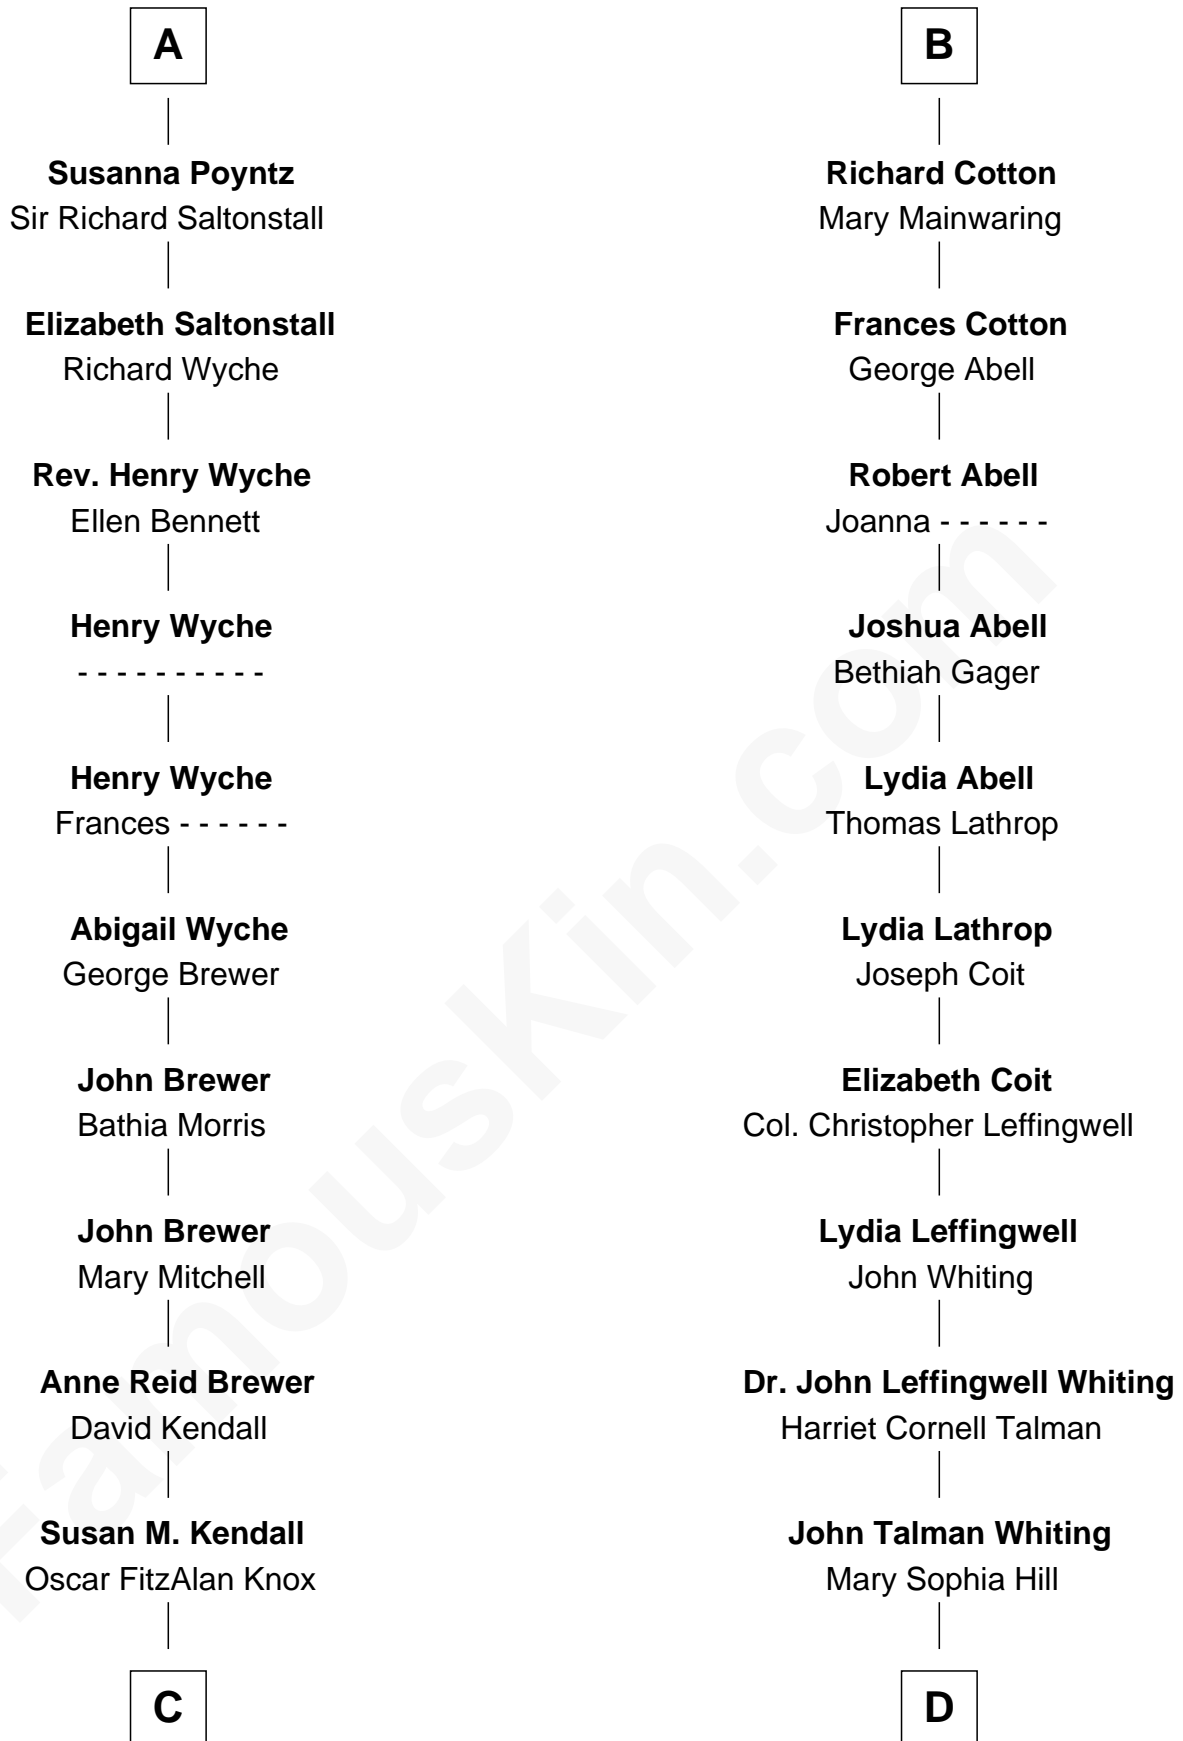 A
Susanna Poyntz
Sir Richard Saltonstall
Elizabeth Saltonstall
Richard Wyche
Rev. Henry Wyche
Ellen Bennett
Henry Wyche
- - - - - - - - - -
Henry Wyche
Frances - - - - - -
Abigail Wyche
George Brewer
John Brewer
Bathia Morris
John Brewer
Mary Mitchell
Anne Reid Brewer
David Kendall
Susan M. Kendall
Oscar FitzAlan Knox
C
B
Richard Cotton
Mary Mainwaring
Frances Cotton
George Abell
Robert Abell
Joanna - - - - - -
Joshua Abell
Bethiah Gager
Lydia Abell
Thomas Lathrop
Lydia Lathrop
Joseph Coit
Elizabeth Coit
Col. Christopher Leffingwell
Lydia Leffingwell
John Whiting
Dr. John Leffingwell Whiting
Harriet Cornell Talman
John Talman Whiting
Mary Sophia Hill
D
FamousKin.com